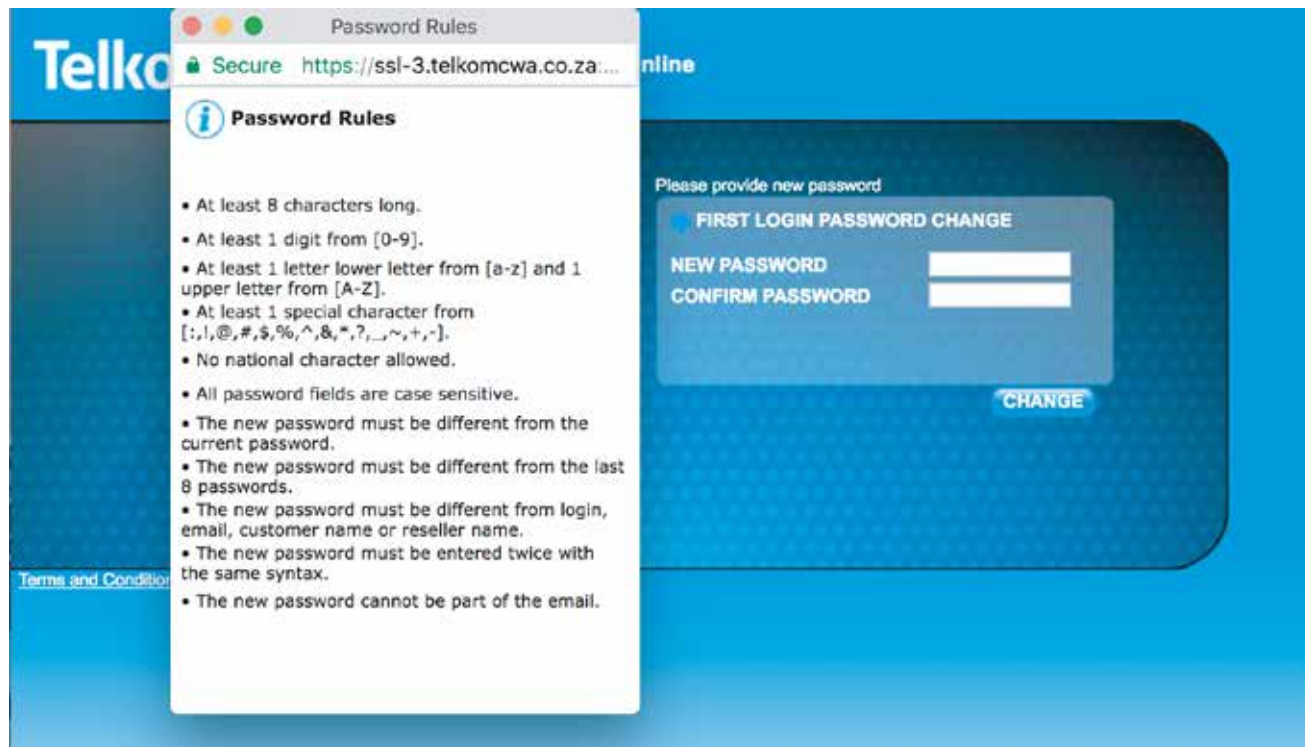 Password Rules
Secure https://ssl-3.telkomcwa.co.za:...
Telko
nline
Password Rules
• At least 8 characters long.
• At least 1 digit from [0-9].
• At least 1 letter lower letter from [a-z] and 1
upper letter from [A-Z].
• At least 1 special character from
[:,!,@,#,$,%,^,&,*,?,_,~,+,-].
• No national character allowed.
• All password fields are case sensitive.
• The new password must be different from the
current password.
• The new password must be different from the last
8 passwords.
• The new password must be different from login,
email, customer name or reseller name.
• The new password must be entered twice with
the same syntax.
• The new password cannot be part of the email.
Please provide new password
FIRST LOGIN PASSWORD CHANGE
NEW PASSWORD
CONFIRM PASSWORD
CHANGE
Terms and Condition